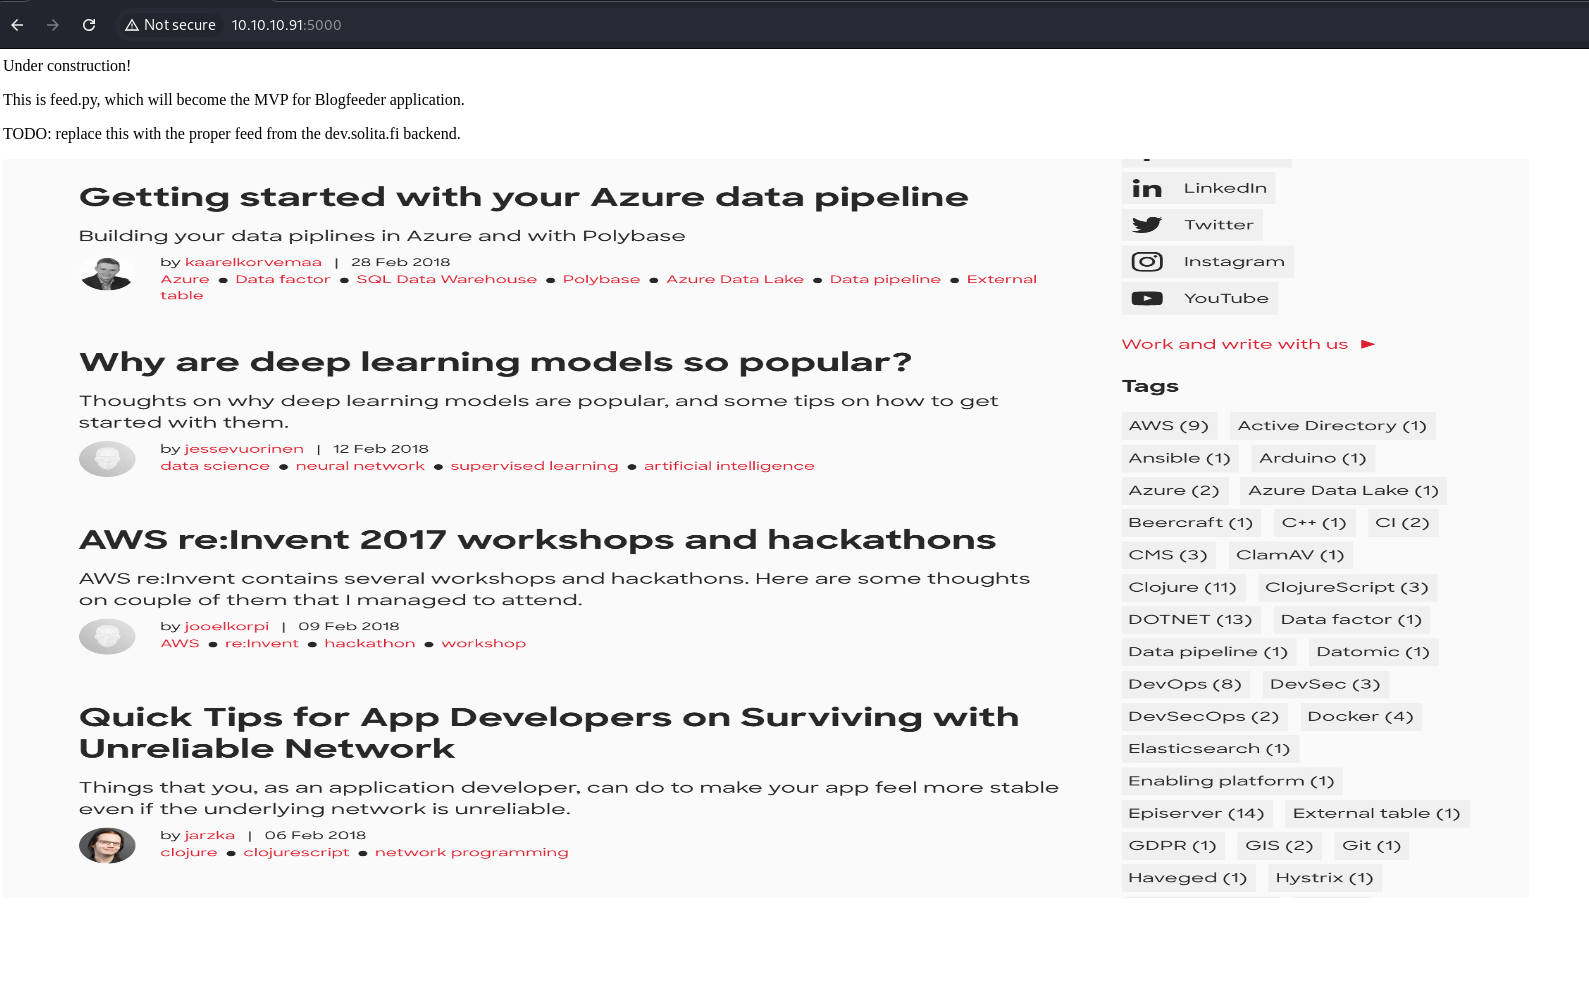 Not secure 10.10.10.91:5000
Under construction!
This is feed.py, which will become the MVP for Blogfeeder application.
TODO: replace this with the proper feed from the dev.solita.fi backend.
Getting started with your Azure data pipeline
Building your data piplines in Azure and with Polybase
by kaarelkorvemaa | 28 Feb 2018
Azure ● Data factor ● SQL Data Warehouse ● Polybase ● Azure Data Lake ● Data pipeline ● External
table
Why are deep learning models so popular?
Thoughts on why deep learning models are popular, and some tips on how to get
started with them.
by jessevuorinen | 12 Feb 2018
data science ● neural network ● supervised learning ● artificial intelligence
AWS re:Invent 2017 workshops and hackathons
AWS re:Invent contains several workshops and hackathons. Here are some thoughts
on couple of them that I managed to attend.
by jooelkorpi | 09 Feb 2018
AWS ● re:Invent ● hackathon ● workshop
Quick Tips for App Developers on Surviving with
Unreliable Network
Things that you, as an application developer, can do to make your app feel more stable
even if the underlying network is unreliable.
by jarzka | 06 Feb 2018
clojure ● clojurescript ● network programming
LinkedIn
Twitter
Instagram
YouTube
Work and write with us ►
Tags
AWS (9) Active Directory (1)
Ansible (1) Arduino (1)
Azure (2) Azure Data Lake (1)
Beercraft (1) C++ (1) CI (2)
CMS (3) ClamAV (1)
Clojure (11) ClojureScript (3)
DOTNET (13) Data factor (1)
Data pipeline (1) Datomic (1)
DevOps (8) DevSec (3)
DevSecOps (2) Docker (4)
Elasticsearch (1)
Enabling platform (1)
Episerver (14) External table (1)
GDPR (1) GIS (2) Git (1)
Haveged (1) Hystrix (1)